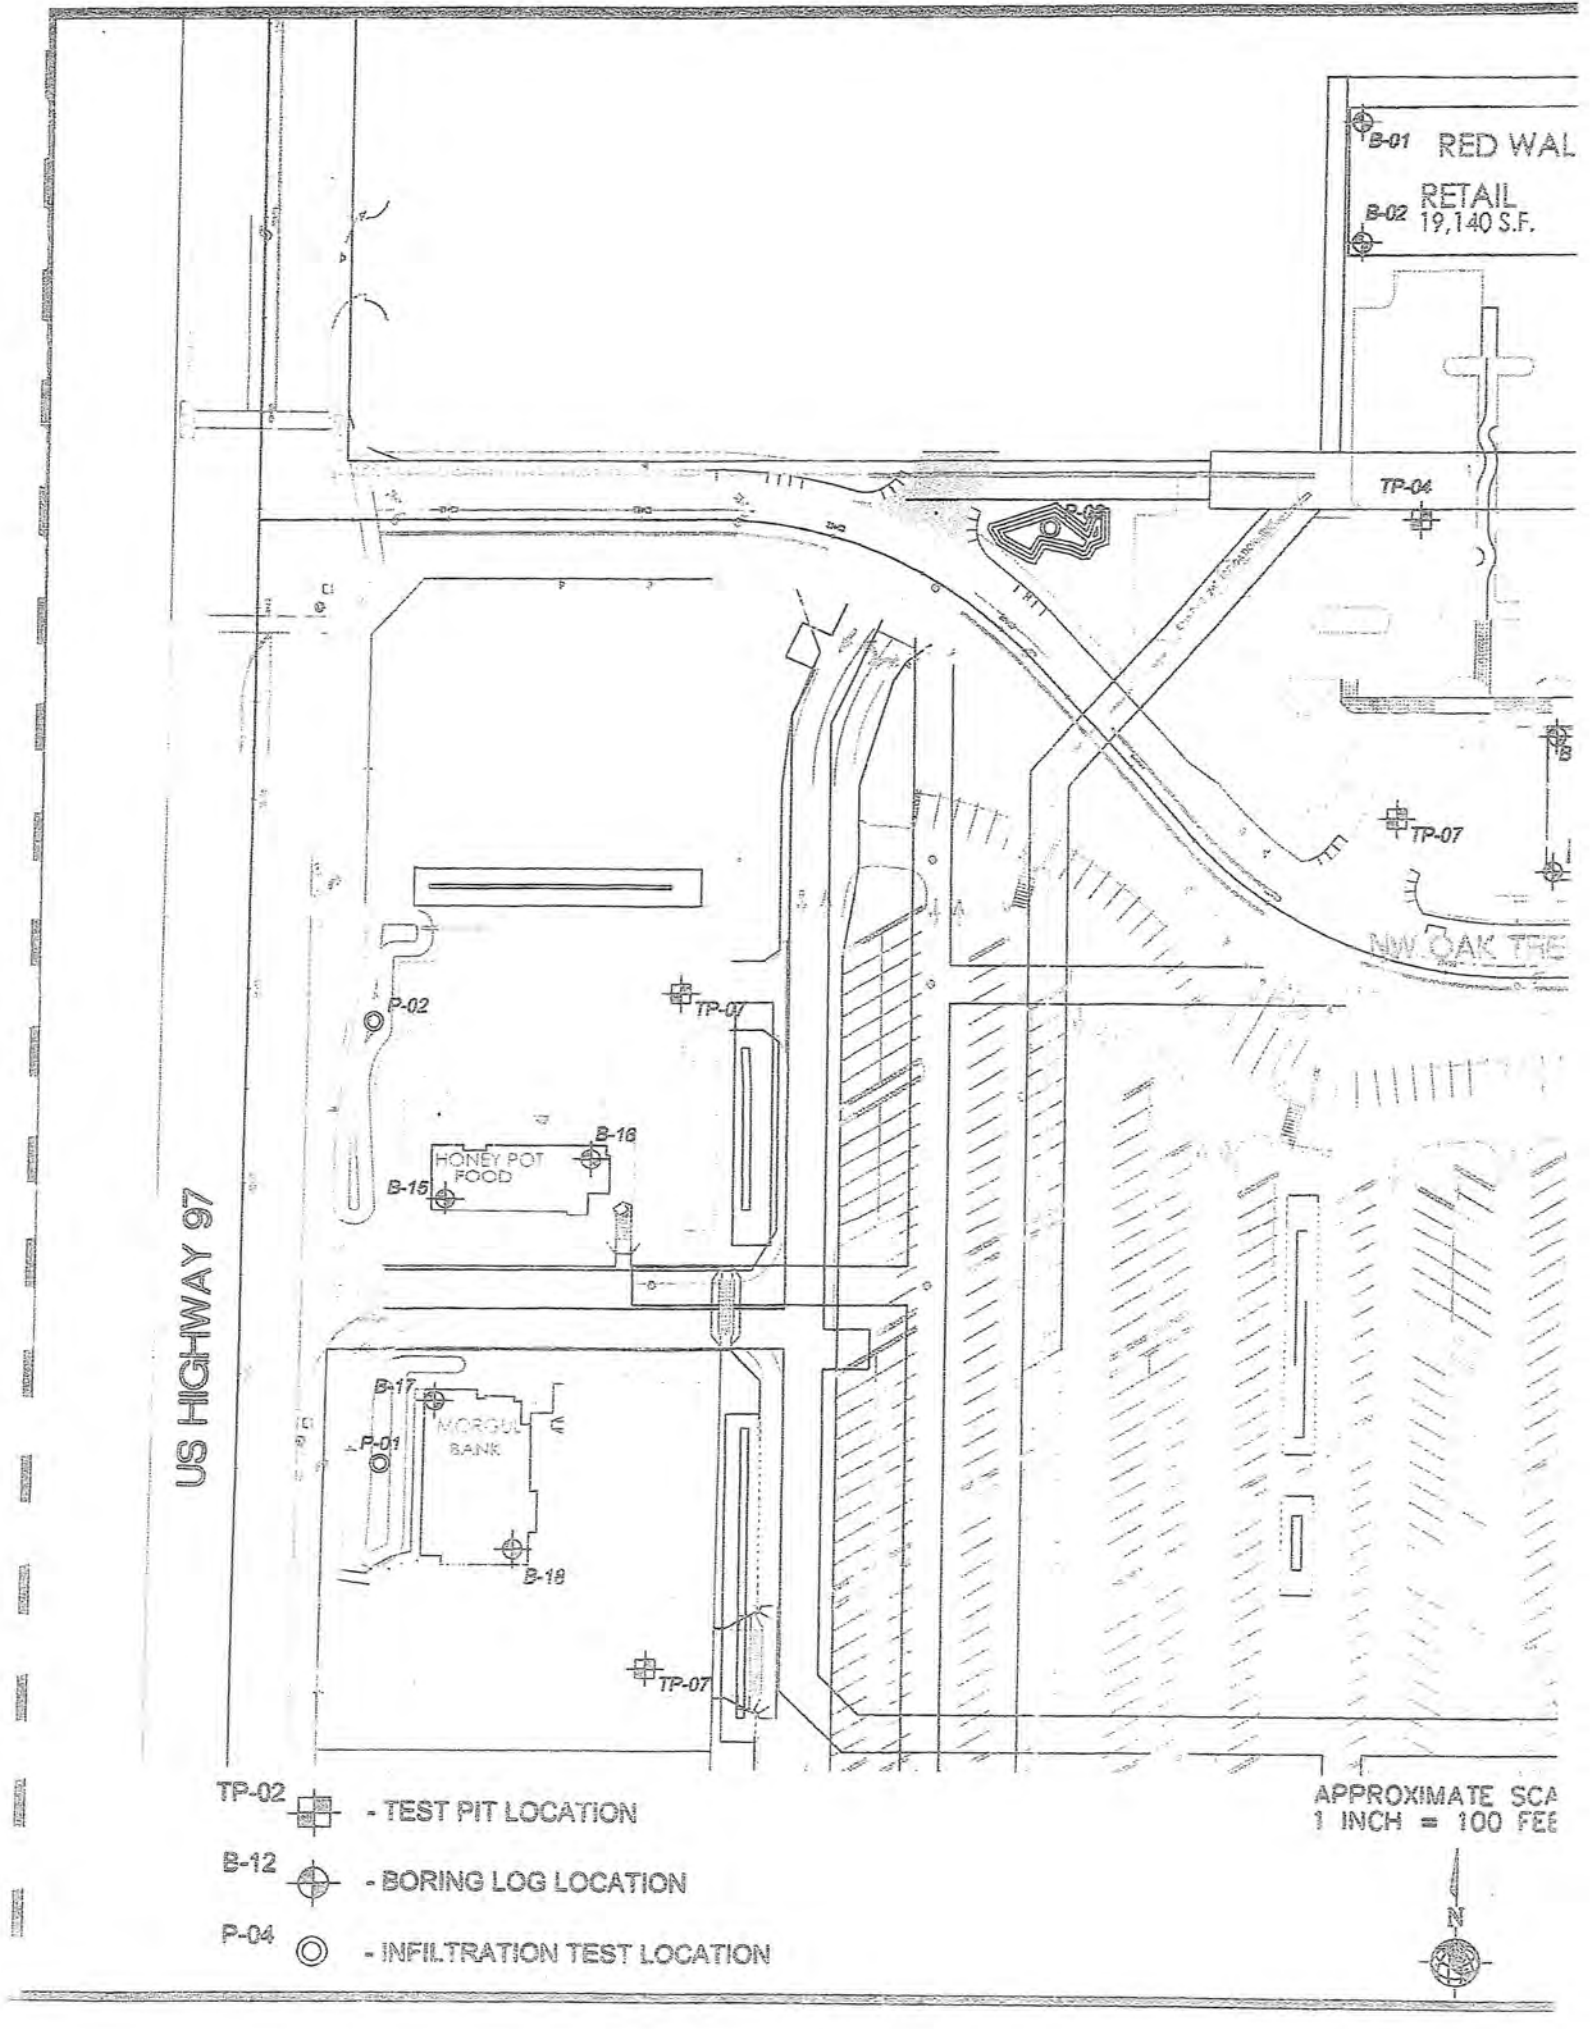 B-01
RED WAL
B-02
RETAIL
19,140 S.F.
TP-04
B
TP-07
NW. OAK TRE
P-02
TP-07
B-16
HONEY POT
FOOD
B-15
US HIGHWAY 97
B-17
MORGUL
BANK
P-01
B-18
TP-07
TP-02
- TEST PIT LOCATION
B-12
- BORING LOG LOCATION
P-04
- INFILTRATION TEST LOCATION
APPROXIMATE SCA
1 INCH = 100 FEE
N